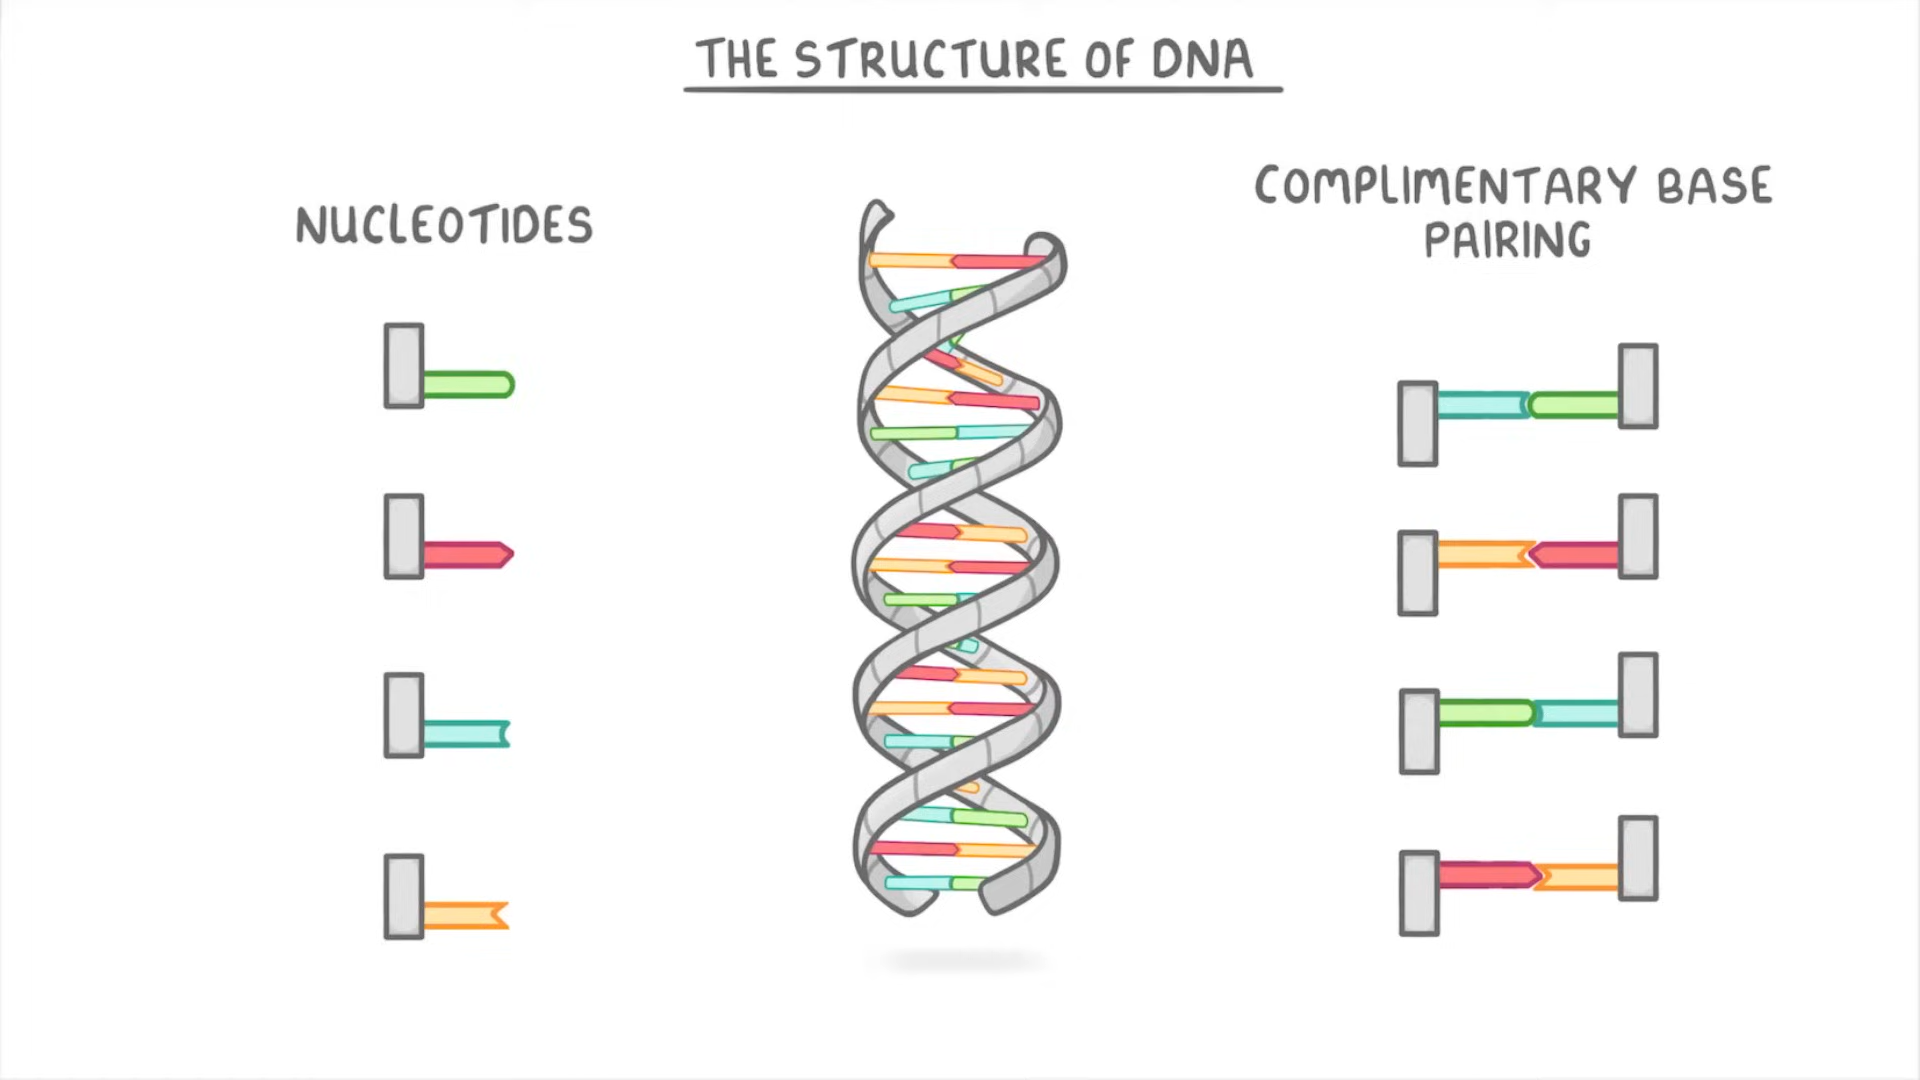 THE STRUCTURE OF DNA
NUCLEOTIDES
COMPLIMENTARY BASE
PAIRING